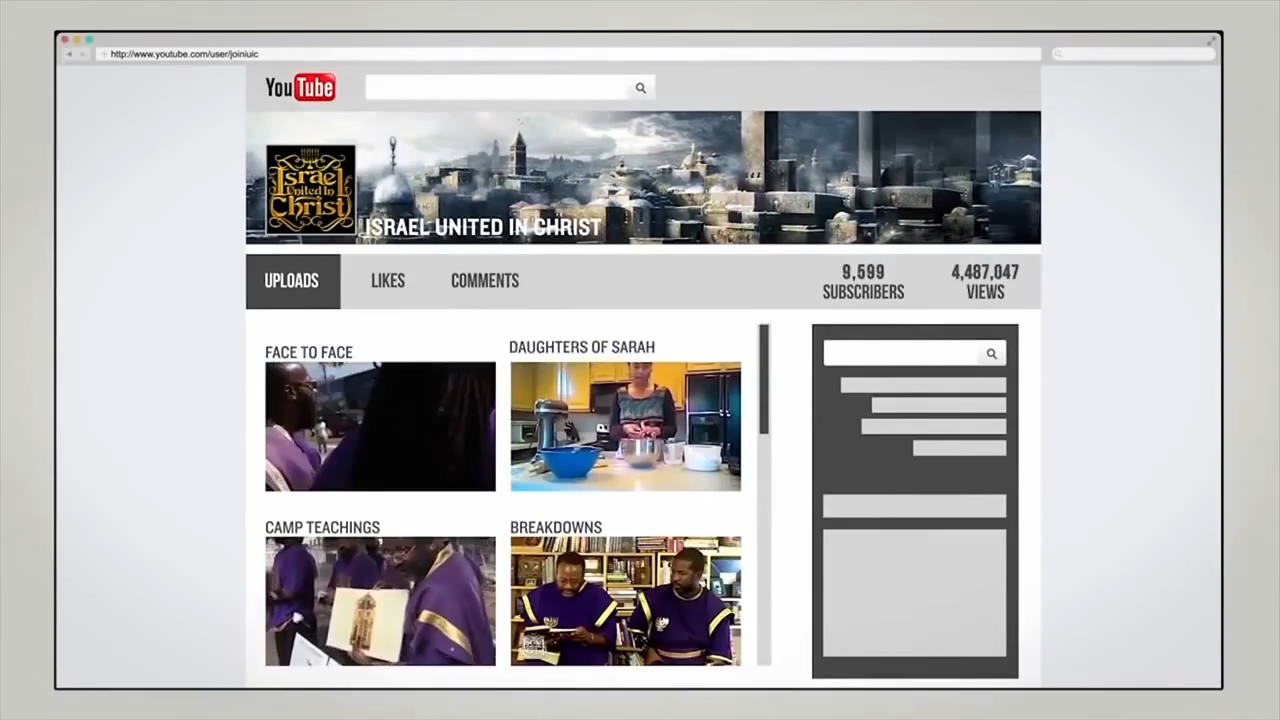 http://www.youtube.com/user/joiniuic
YouTube
Israel
United In
Christ
ISRAEL UNITED IN CHRIST
UPLOADS
LIKES
COMMENTS
9,599
SUBSCRIBERS
4,487,047
VIEWS
FACE TO FACE
DAUGHTERS OF SARAH
CAMP TEACHINGS
BREAKDOWNS